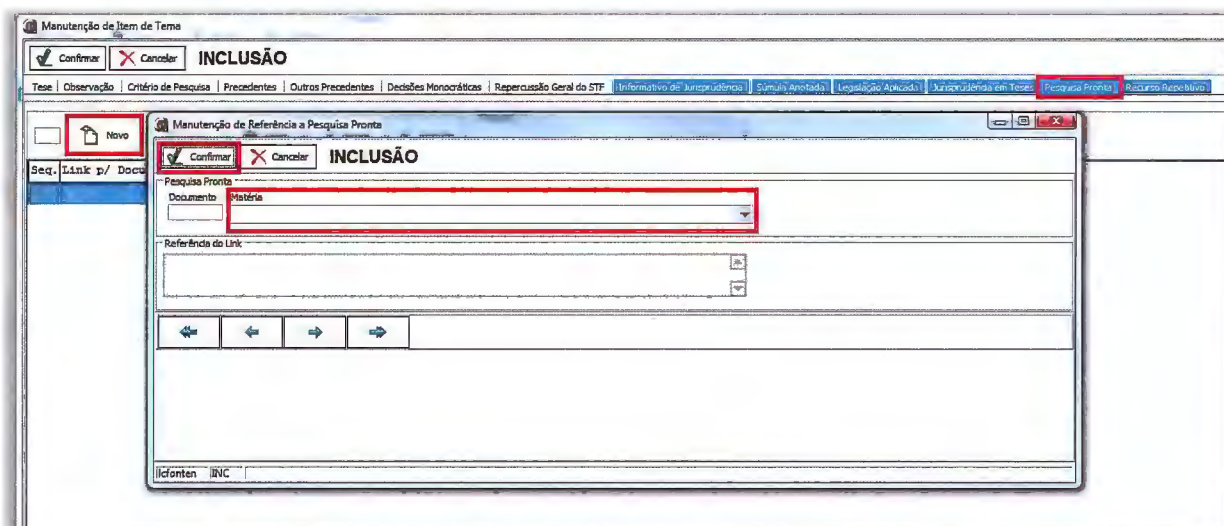 Manutenção de Item de Tema
Confirmar Cancelar INCLUSÃO
Tese Observação Critério de Pesquisa Precedentes Outros Precedentes Decisões Monocráticas Repercussão Geral do STF Informativo de Jurisprudência Súmula Anotada Legislação Aplicada Jurisprudência em Teses Pesquisa Pronta Recurso Repetitivo
Novo
Seq. Link p/ Docu
Manutenção de Referência a Pesquisa Pronta
Confirmar Cancelar INCLUSÃO
Pesquisa Pronta
Documento Matéria
Referência do Link
lcfonten INC